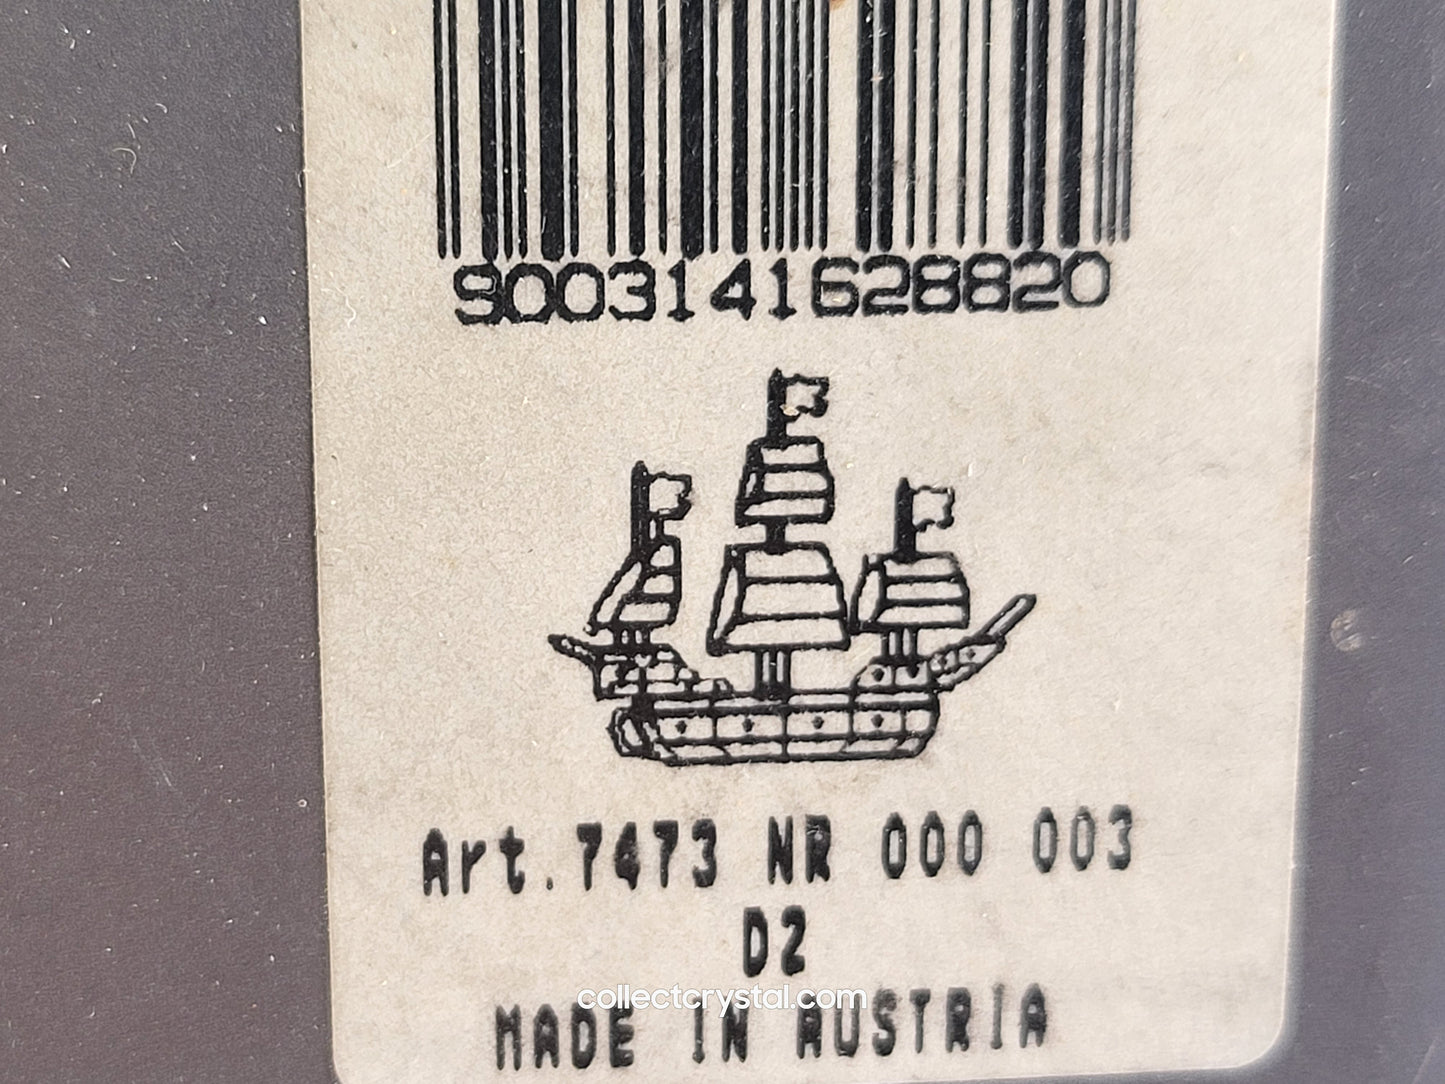 9003141628820
Art.7473 NR 000 003
D2
collectcrystal.com
MADE IN AUSTRIA